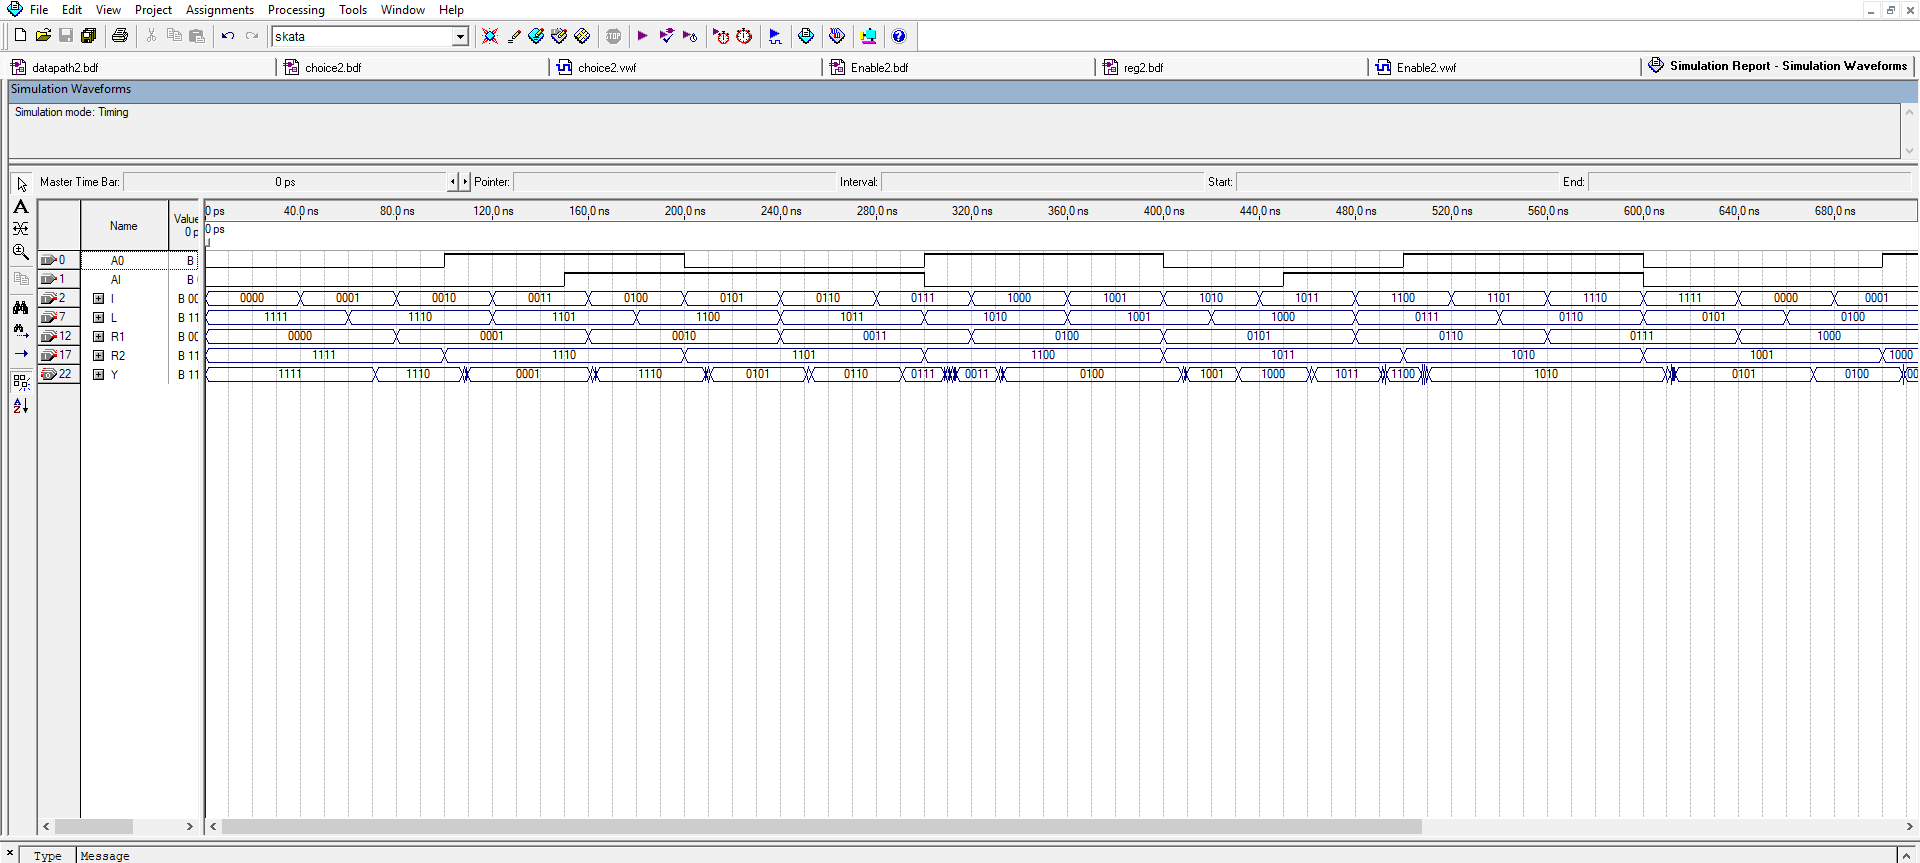 File Edit View Project Assignments Processing Tools Window Help
skata
datapath2.bdf choice2.bdf choice2.vwf Enable2.bdf reg2.bdf Enable2.vwf Simulation Report - Simulation Waveforms
Simulation Waveforms
Simulation mode: Timing
Master Time Bar: 0 ps Pointer: Interval: Start: End:
Name Value 0 ps 40.0 ns 80.0 ns 120.0 ns 160.0 ns 200.0 ns 240.0 ns 280.0 ns 320.0 ns 360.0 ns 400.0 ns 440.0 ns 480.0 ns 520.0 ns 560.0 ns 600.0 ns 640.0 ns 680.0 ns
0 p 0 ps
0 A0 B
1 AI B
2 I B 00 0000 0001 0010 0011 0100 0101 0110 0111 1000 1001 1010 1011 1100 1101 1110 1111 0000 0001
7 L B 11 1111 1110 1101 1100 1011 1010 1001 1000 0111 0110 0101 0100
12 R1 B 00 0000 0001 0010 0011 0100 0101 0110 0111 1000
17 R2 B 11 1111 1110 1101 1100 1011 1010 1001 1000
22 Y B 11 1111 1110 0001 1110 0101 0110 0111 0011 0100 1001 1000 1011 1100 1010 0101 0100 00
Type Message